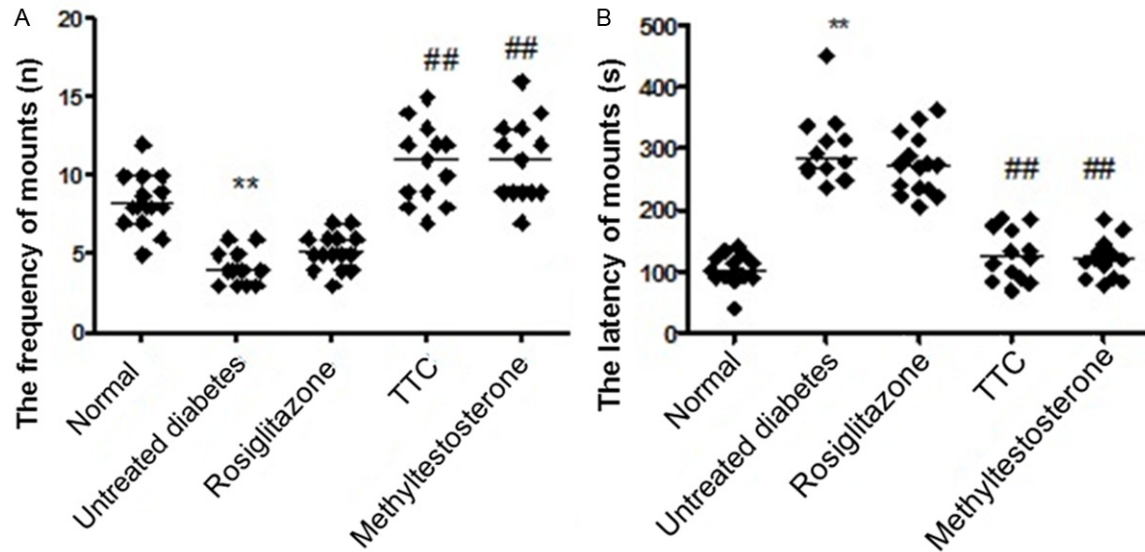 A
The frequency of mounts (n)
20
15
10
5
0
**
##
##
Normal
Untreated diabetes
Rosiglitazone
TTC
Methyltestosterone
B
The latency of mounts (s)
500
400
300
200
100
0
**
##
##
Normal
Untreated diabetes
Rosiglitazone
TTC
Methyltestosterone